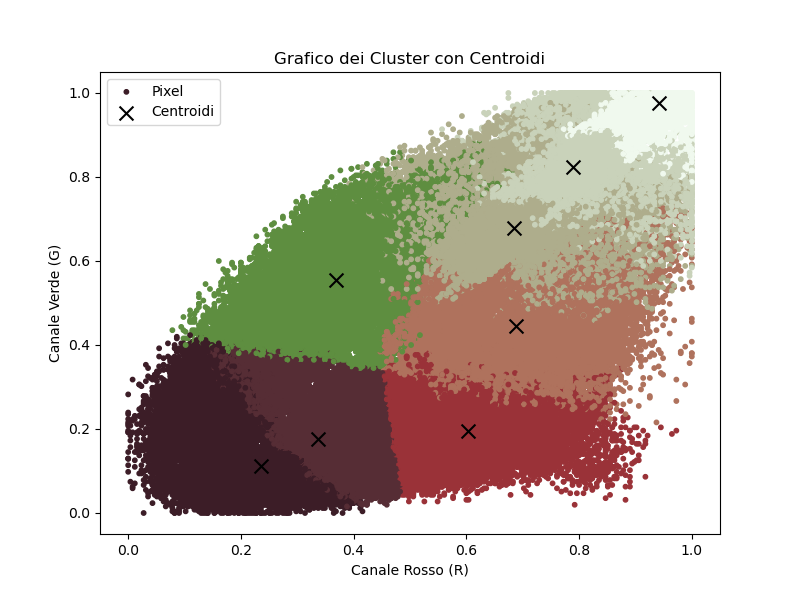 Grafico dei Cluster con Centroidi
Pixel
Centroidi
Canale Verde (G)
1.0
0.8
0.6
0.4
0.2
0.0
0.0 0.2 0.4 0.6 0.8 1.0
Canale Rosso (R)